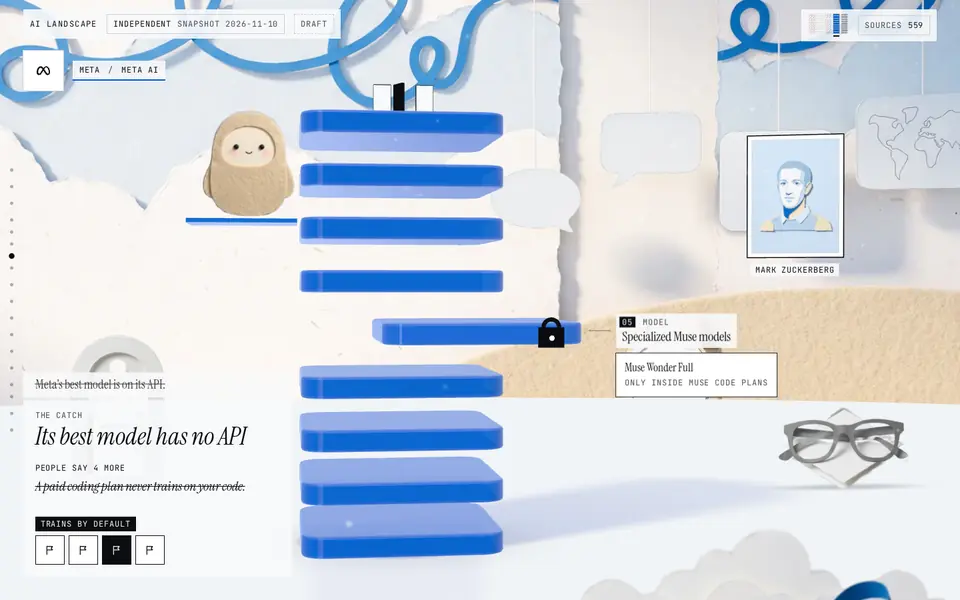 AI LANDSCAPE
INDEPENDENT SNAPSHOT 2026-11-10
DRAFT
SOURCES 559
META / META AI
MARK ZUCKERBERG
05 MODEL
Specialized Muse models
Muse Wonder Full
ONLY INSIDE MUSE CODE PLANS
Meta's best model is on its API.
THE CATCH
Its best model has no API
PEOPLE SAY 4 MORE
A paid coding plan never trains on your code.
TRAINS BY DEFAULT